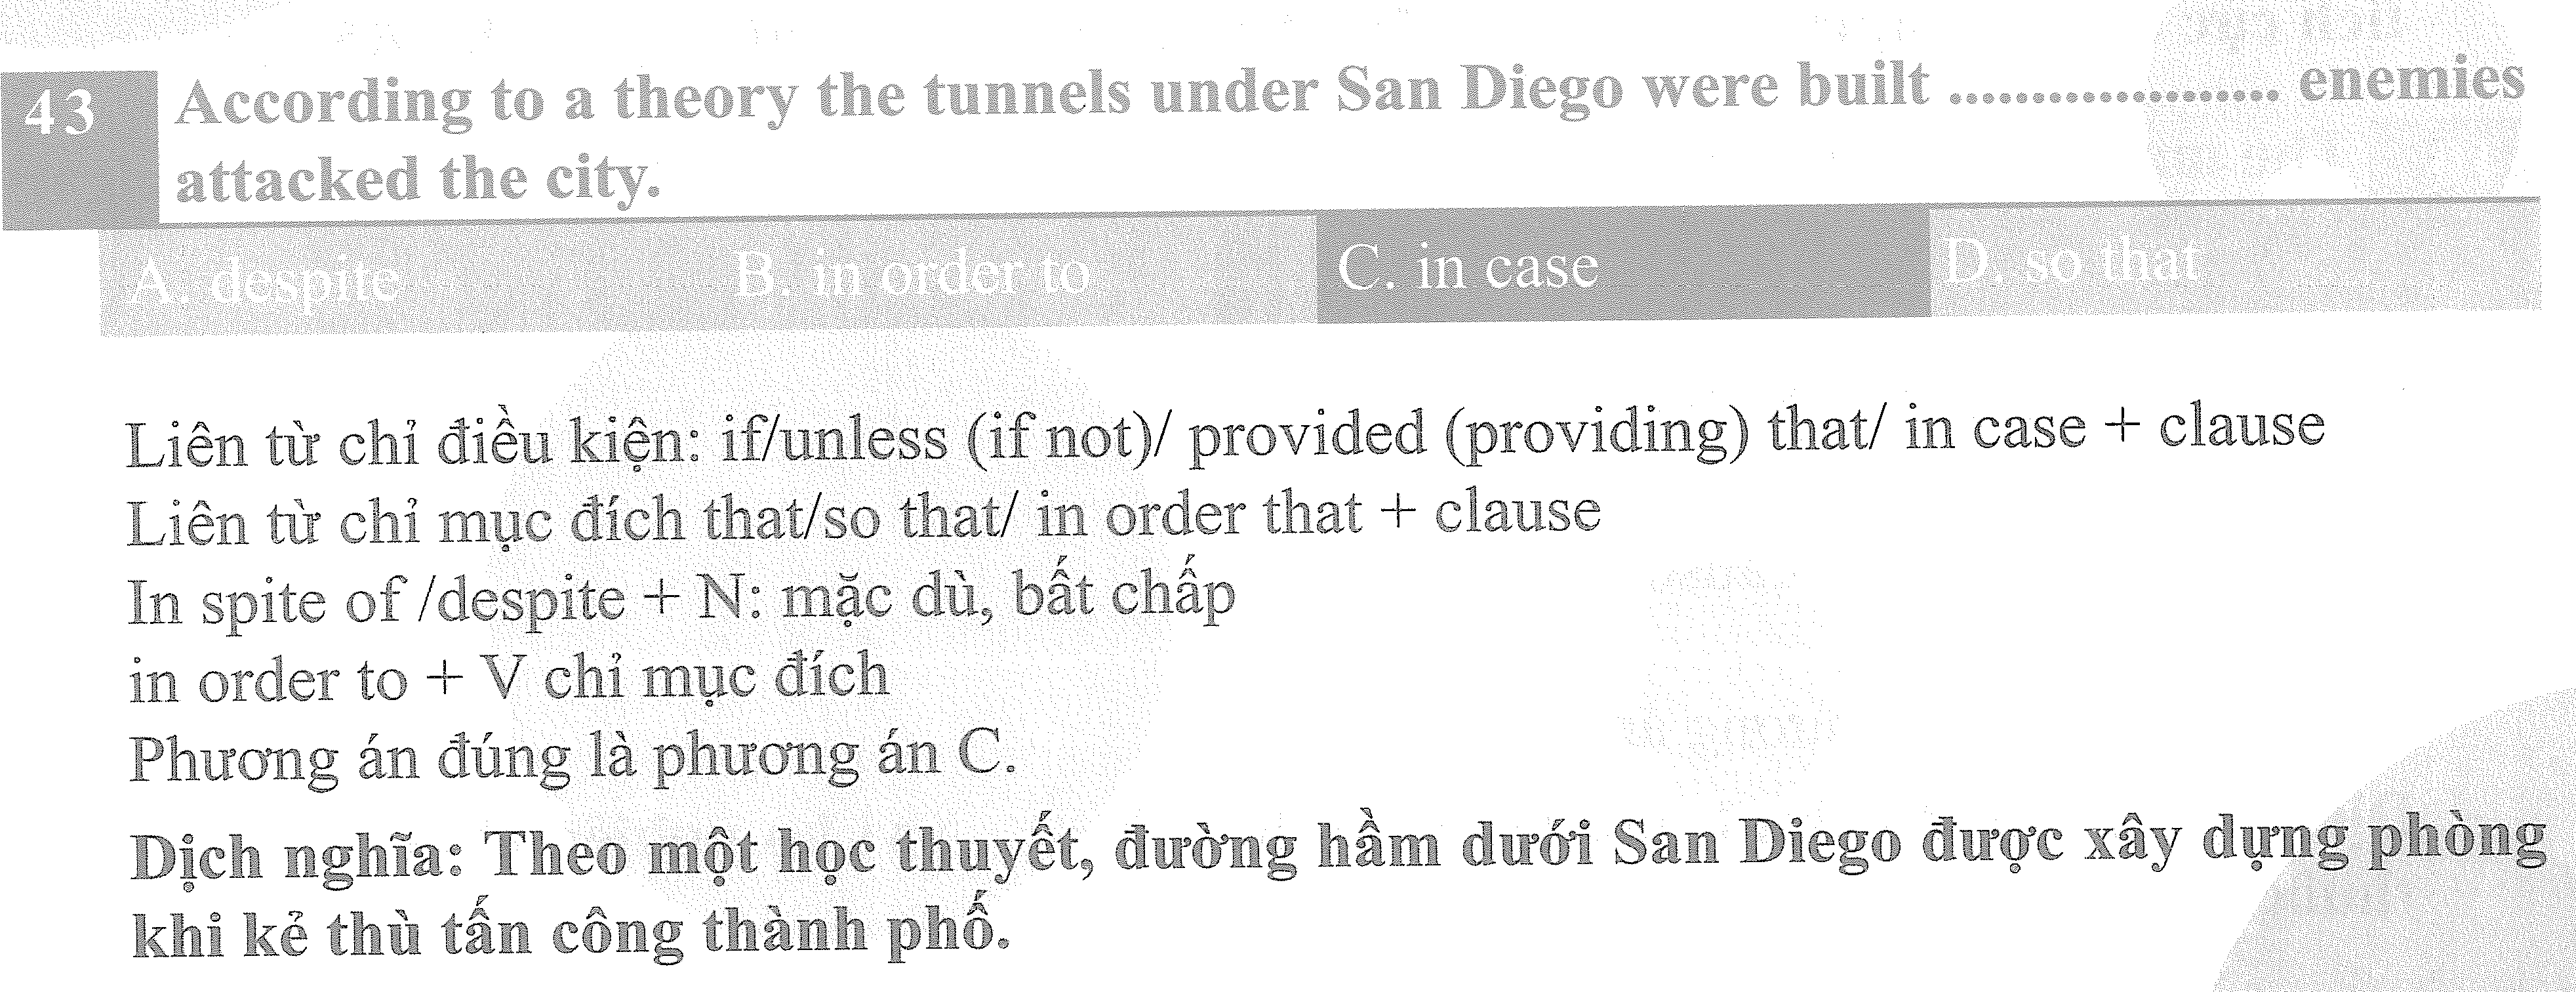 43 According to a theory the tunnels under San Diego were built .................... enemies
attacked the city.
A. despite B. in order to C. in case D. so that
Liên từ chỉ điều kiện: if/unless (if not)/ provided (providing) that/ in case + clause
Liên từ chỉ mục đích that/so that/ in order that + clause
In spite of /despite + N: mặc dù, bất chấp
in order to + V chỉ mục đích
Phương án đúng là phương án C.
Dịch nghĩa: Theo một học thuyết, đường hầm dưới San Diego được xây dựng phòng
khi kẻ thù tấn công thành phố.